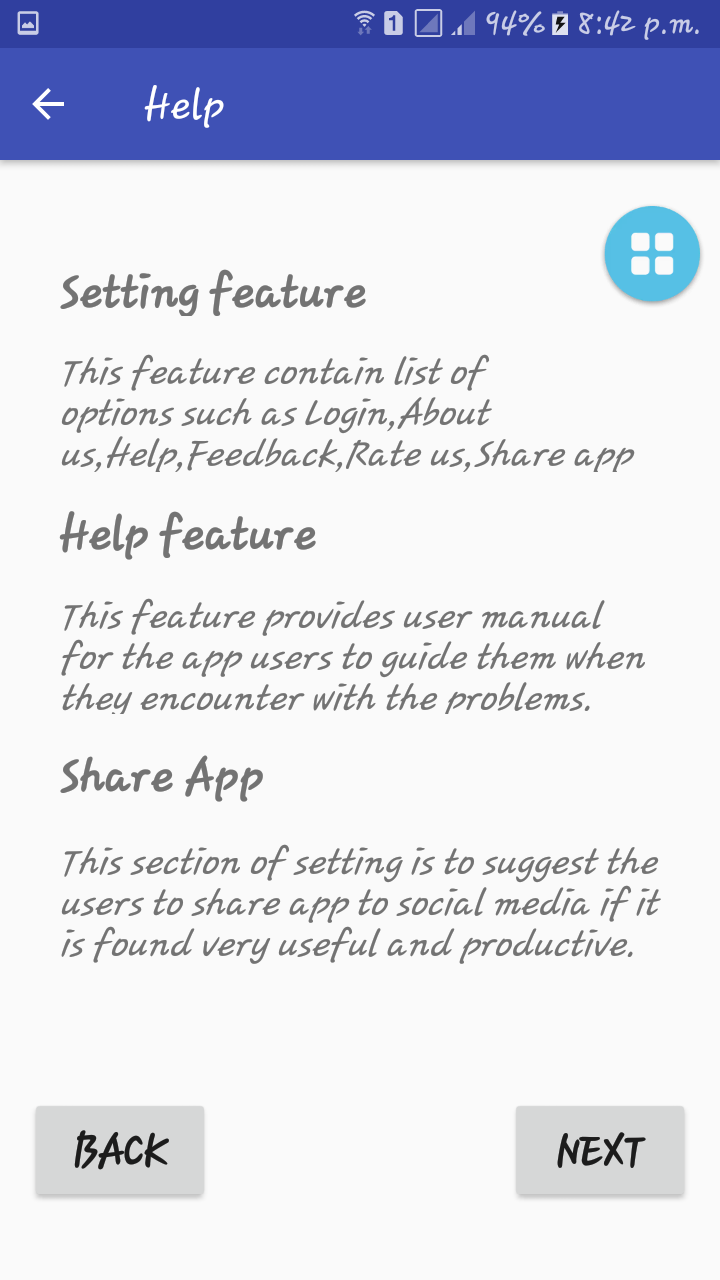 1 94% 8:42 p.m.
Help
Setting feature
This feature contain list of
options such as Login,About
us,Help,Feedback,Rate us,Share app
Help feature
This feature provides user manual
for the app users to guide them when
they encounter with the problems.
Share App
This section of setting is to suggest the
users to share app to social media if it
is found very useful and productive.
BACK NEXT